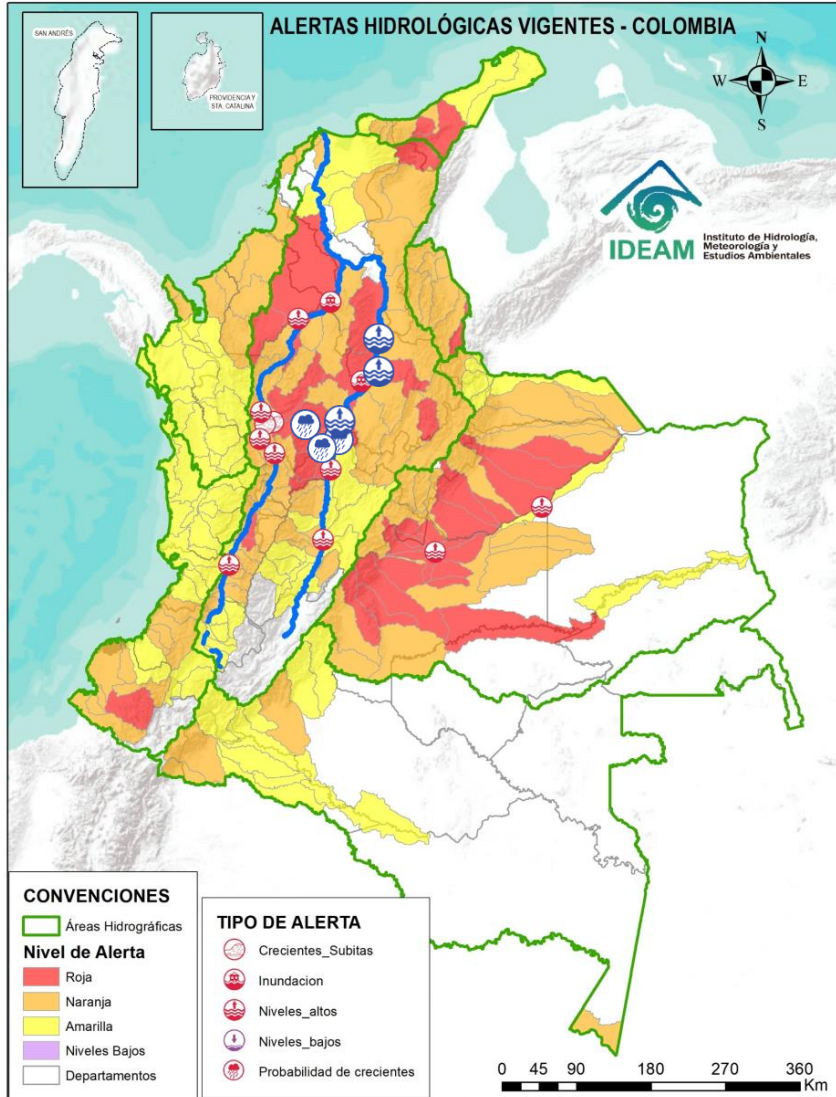 ALERTAS HIDROLÓGICAS VIGENTES - COLOMBIA
SAN ANDRÉS
PROVIDENCIA Y
STA. CATALINA
N
W
E
S
IDEAM
Instituto de Hidrología,
Meteorología y
Estudios Ambientales
CONVENCIONES
Áreas Hidrográficas
Nivel de Alerta
Roja
Naranja
Amarilla
Niveles Bajos
Departamentos
TIPO DE ALERTA
Crecientes_Subitas
Inundacion
Niveles_altos
Niveles_bajos
Probabilidad de crecientes
0 45 90 180 270 360
Km